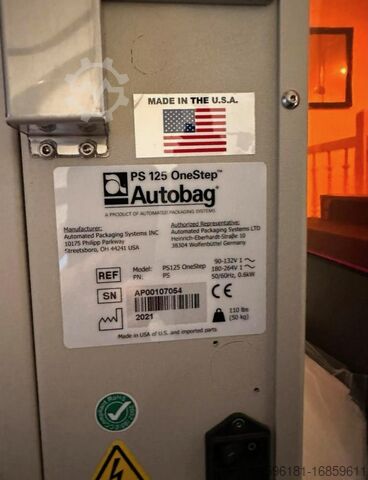 MADE IN THE U.S.A.
PS 125 OneStep™
Autobag®
A PRODUCT OF AUTOMATED PACKAGING SYSTEMS
Manufacturer:
Automated Packaging Systems INC
10175 Philipp Parkway
Streetsboro, OH 44241 USA
Authorized Representative:
Automated Packaging Systems LTD
Heinrich-Eberhardt-Straße 10
38304 Wolfenbüttel Germany
REF
Model: PS125 OneStep
PN: PS
90-132V 1~
180-264V 1~
50/60Hz, 0.6kW
SN
AP00107054
2021
CE
110 lbs
(50 kg)
Made in USA of U.S. and imported parts
RoHS